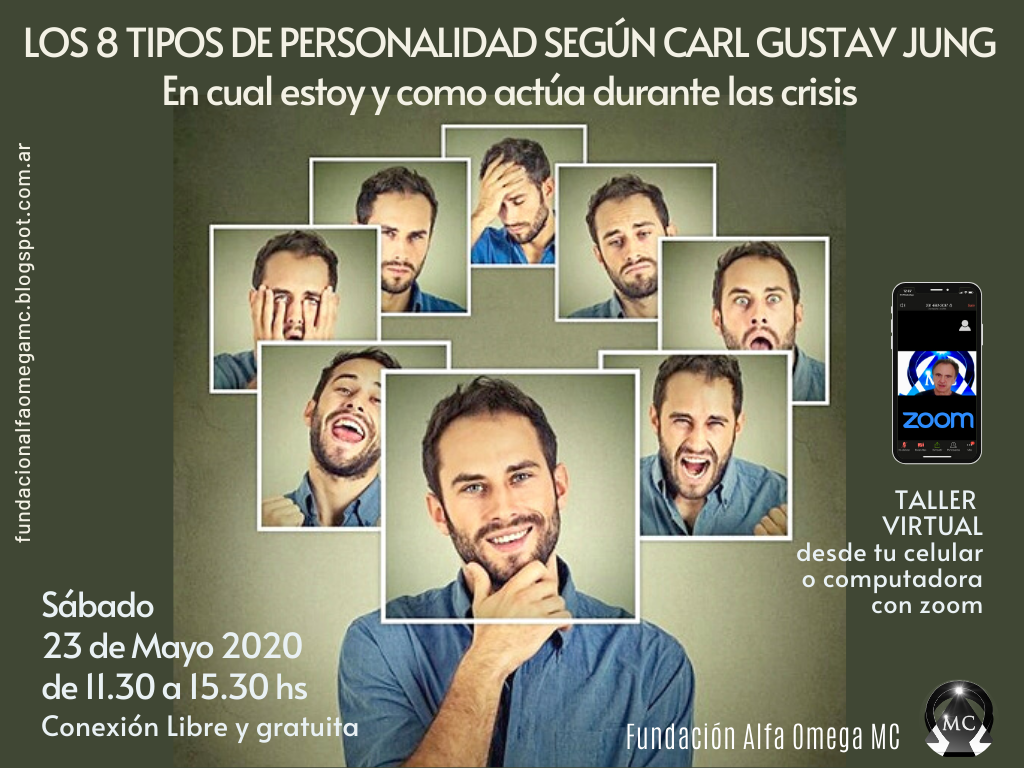 LOS 8 TIPOS DE PERSONALIDAD SEGÚN CARL GUSTAV JUNG
En cual estoy y como actúa durante las crisis
fundacionalfaomegamc.blogspot.com.ar
zoom
TALLER
VIRTUAL
desde tu celular
o computadora
con zoom
Sábado
23 de Mayo 2020
de 11.30 a 15.30 hs
Conexión Libre y gratuita
Fundación Alfa Omega MC
MC